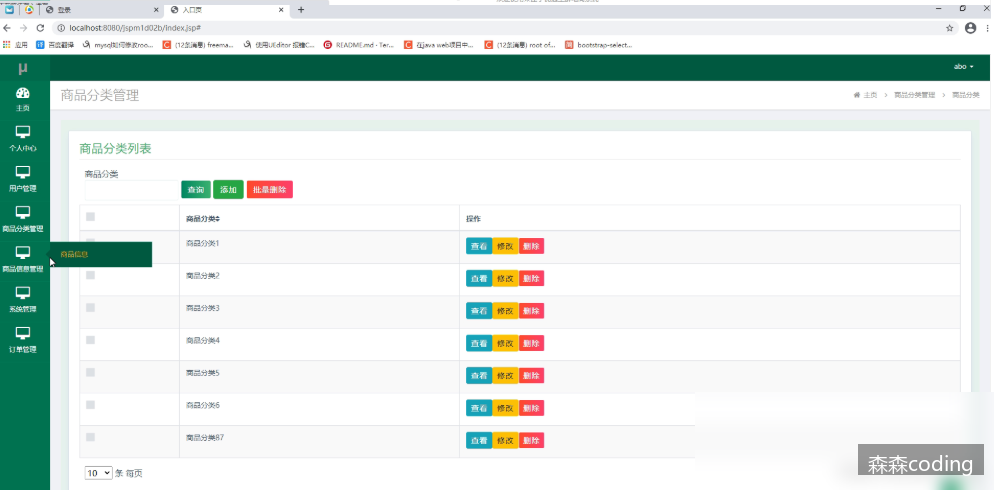 登录
入口页
localhost:8080/jspm1d02b/index.jsp#
应用 百度翻译 mysql如何修改roo... (12条消息) freema... 使用UEditor 报错C... README.md · Ter... 在java web项目中... (12条消息) root of... bootstrap-select...
μ
abo
商品分类管理
主页 > 商品分类管理 > 商品分类
主页
个人中心
用户管理
商品分类管理
商品信息管理
商品信息
系统管理
订单管理
商品分类列表
商品分类
查询 添加 批量删除
商品分类 操作
商品分类1 查看 修改 删除
商品分类2 查看 修改 删除
商品分类3 查看 修改 删除
商品分类4 查看 修改 删除
商品分类5 查看 修改 删除
商品分类6 查看 修改 删除
商品分类87 查看 修改 删除
10 条 每页
森森coding